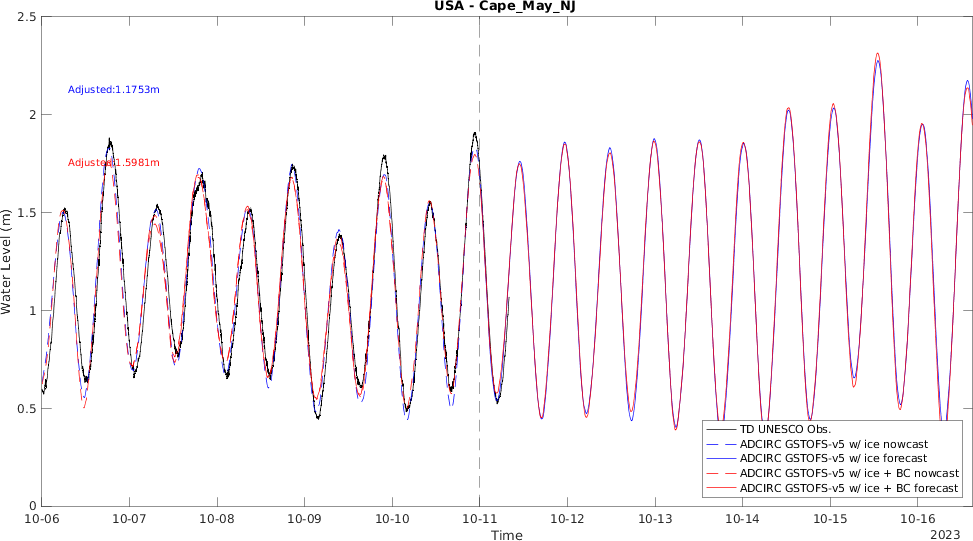 USA - Cape_May_NJ
2.5
Adjusted:1.1753m
2
Adjusted:1.5981m
1.5
Water Level (m)
1
0.5
0
TD UNESCO Obs.
ADCIRC GSTOFS-v5 w/ ice nowcast
ADCIRC GSTOFS-v5 w/ ice forecast
ADCIRC GSTOFS-v5 w/ ice + BC nowcast
ADCIRC GSTOFS-v5 w/ ice + BC forecast
10-06 10-07 10-08 10-09 10-10 10-11 10-12 10-13 10-14 10-15 10-16
Time
2023